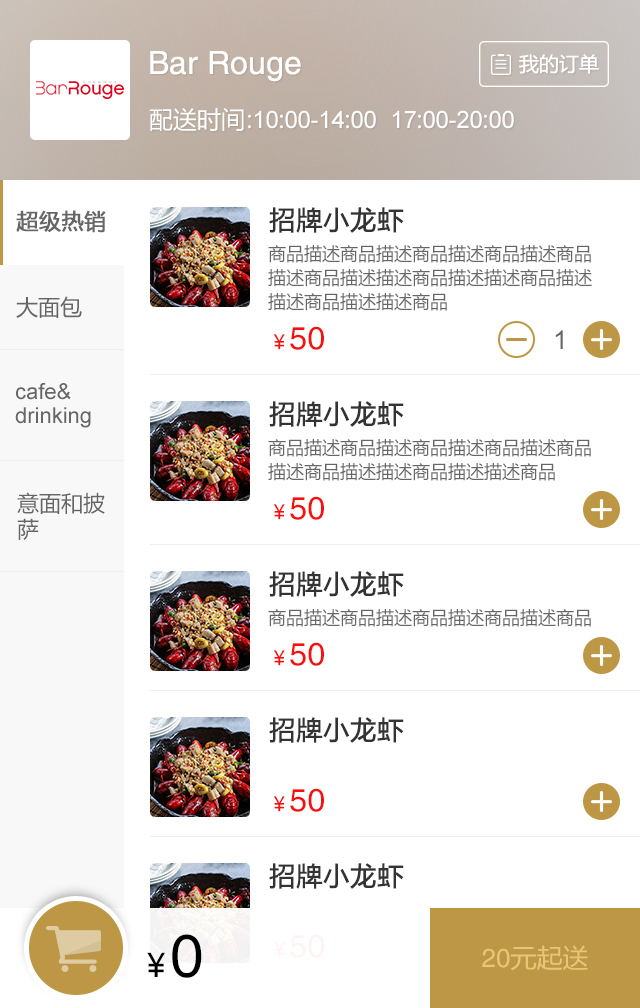 BarRouge
Bar Rouge
我的订单
配送时间:10:00-14:00 17:00-20:00
超级热销
大面包
cafe&
drinking
意面和披
萨
招牌小龙虾
商品描述商品描述商品描述商品描述商品
描述商品描述描述商品描述描述商品描述
描述商品描述描述商品
¥50
1
招牌小龙虾
商品描述商品描述商品描述商品描述商品
描述商品描述描述商品描述描述商品
¥50
招牌小龙虾
商品描述商品描述商品描述商品描述商品
¥50
招牌小龙虾
¥50
招牌小龙虾
¥50
¥0
20元起送